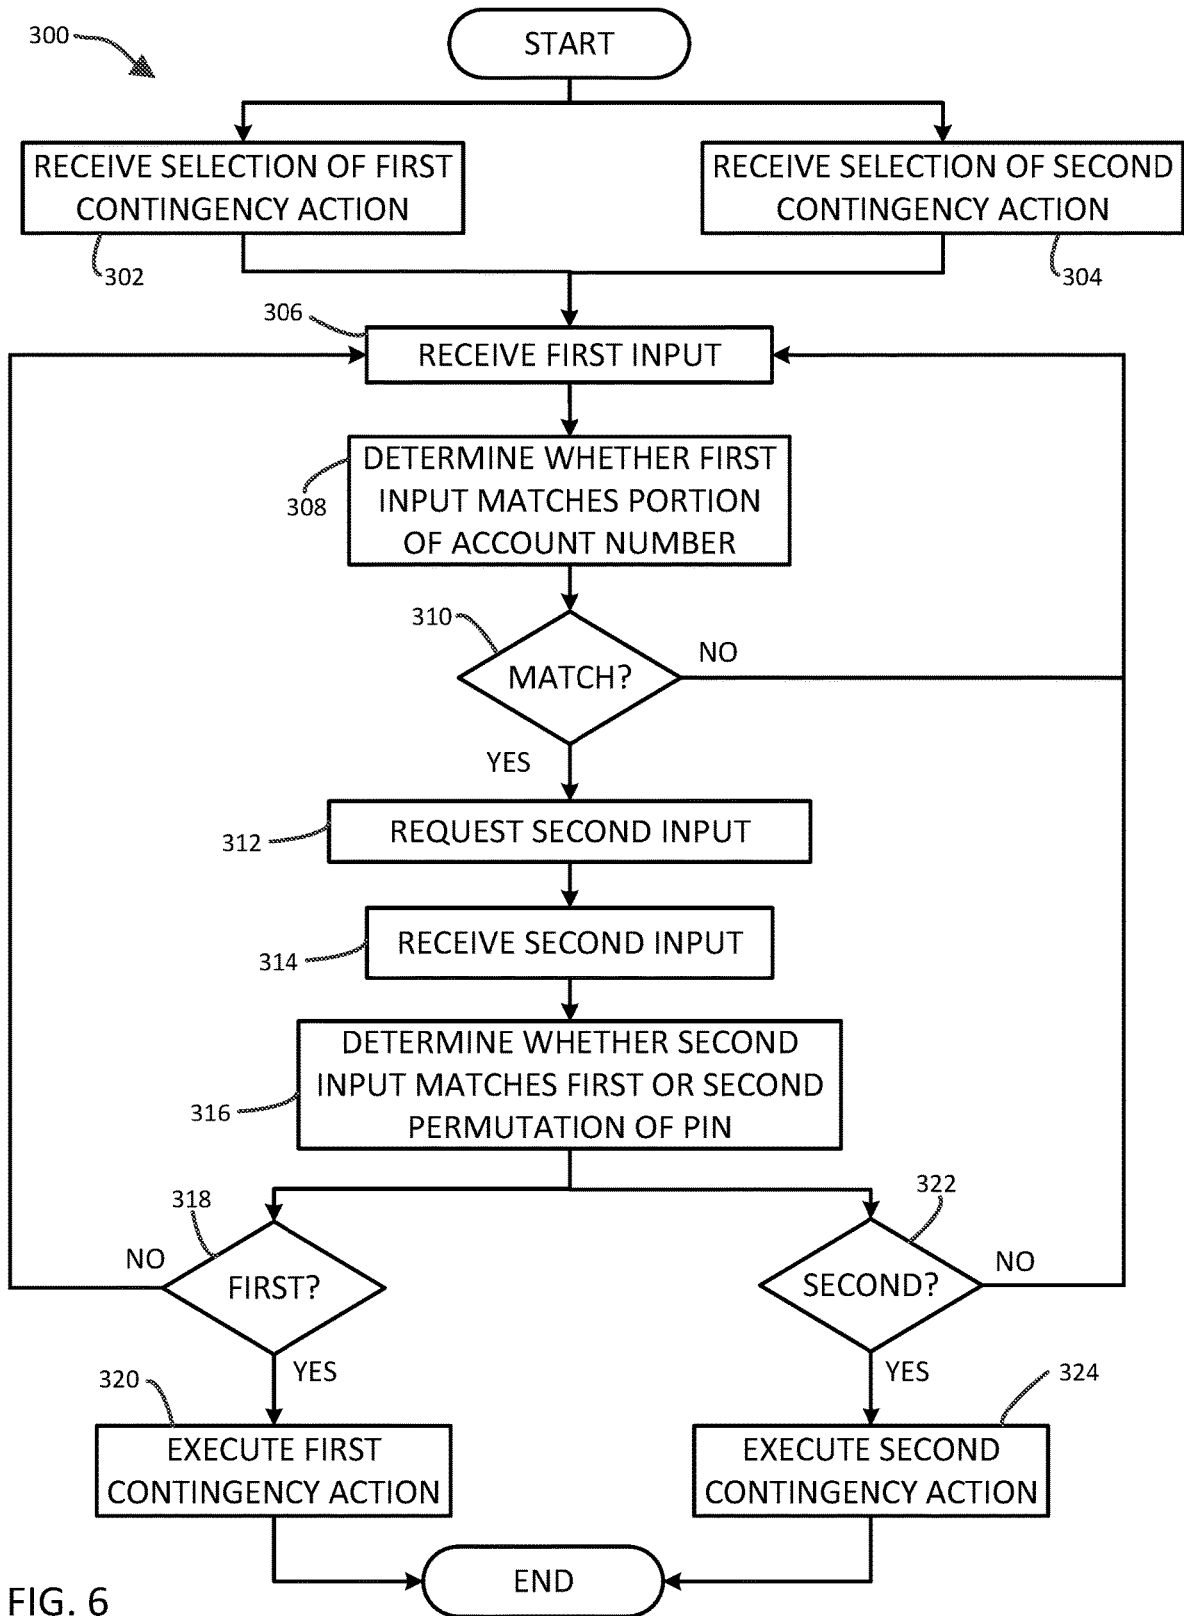 300
START
RECEIVE SELECTION OF FIRST
CONTINGENCY ACTION
302
RECEIVE SELECTION OF SECOND
CONTINGENCY ACTION
304
306
RECEIVE FIRST INPUT
DETERMINE WHETHER FIRST
INPUT MATCHES PORTION
OF ACCOUNT NUMBER
308
310
MATCH?
NO
YES
REQUEST SECOND INPUT
312
RECEIVE SECOND INPUT
314
DETERMINE WHETHER SECOND
INPUT MATCHES FIRST OR SECOND
PERMUTATION OF PIN
316
318
NO
FIRST?
YES
322
SECOND?
NO
YES
320
EXECUTE FIRST
CONTINGENCY ACTION
324
EXECUTE SECOND
CONTINGENCY ACTION
END
FIG. 6